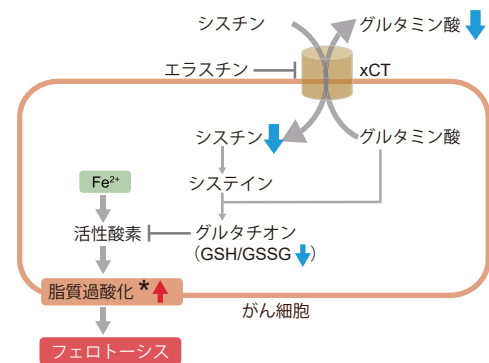 シスチン
グルタミン酸
エラスチン
xCT
シスチン
グルタミン酸
システイン
Fe²⁺
活性酸素
グルタチオン
(GSH/GSSG )
脂質過酸化 *
がん細胞
フェロトーシス